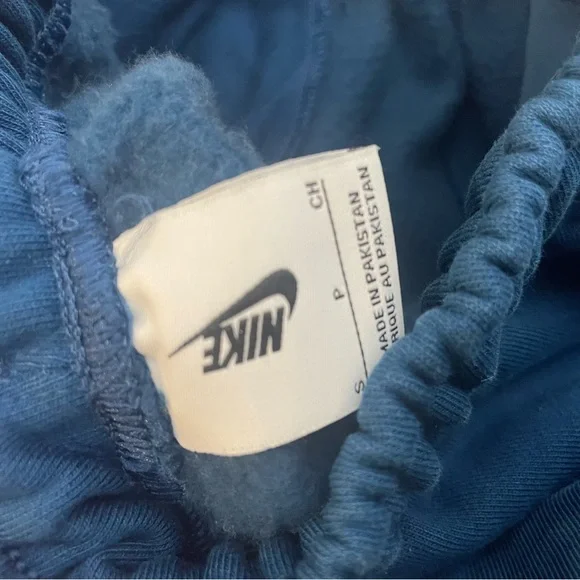 NIKE
S P CH
MADE IN PAKISTAN
RIQUE AU PAKISTAN